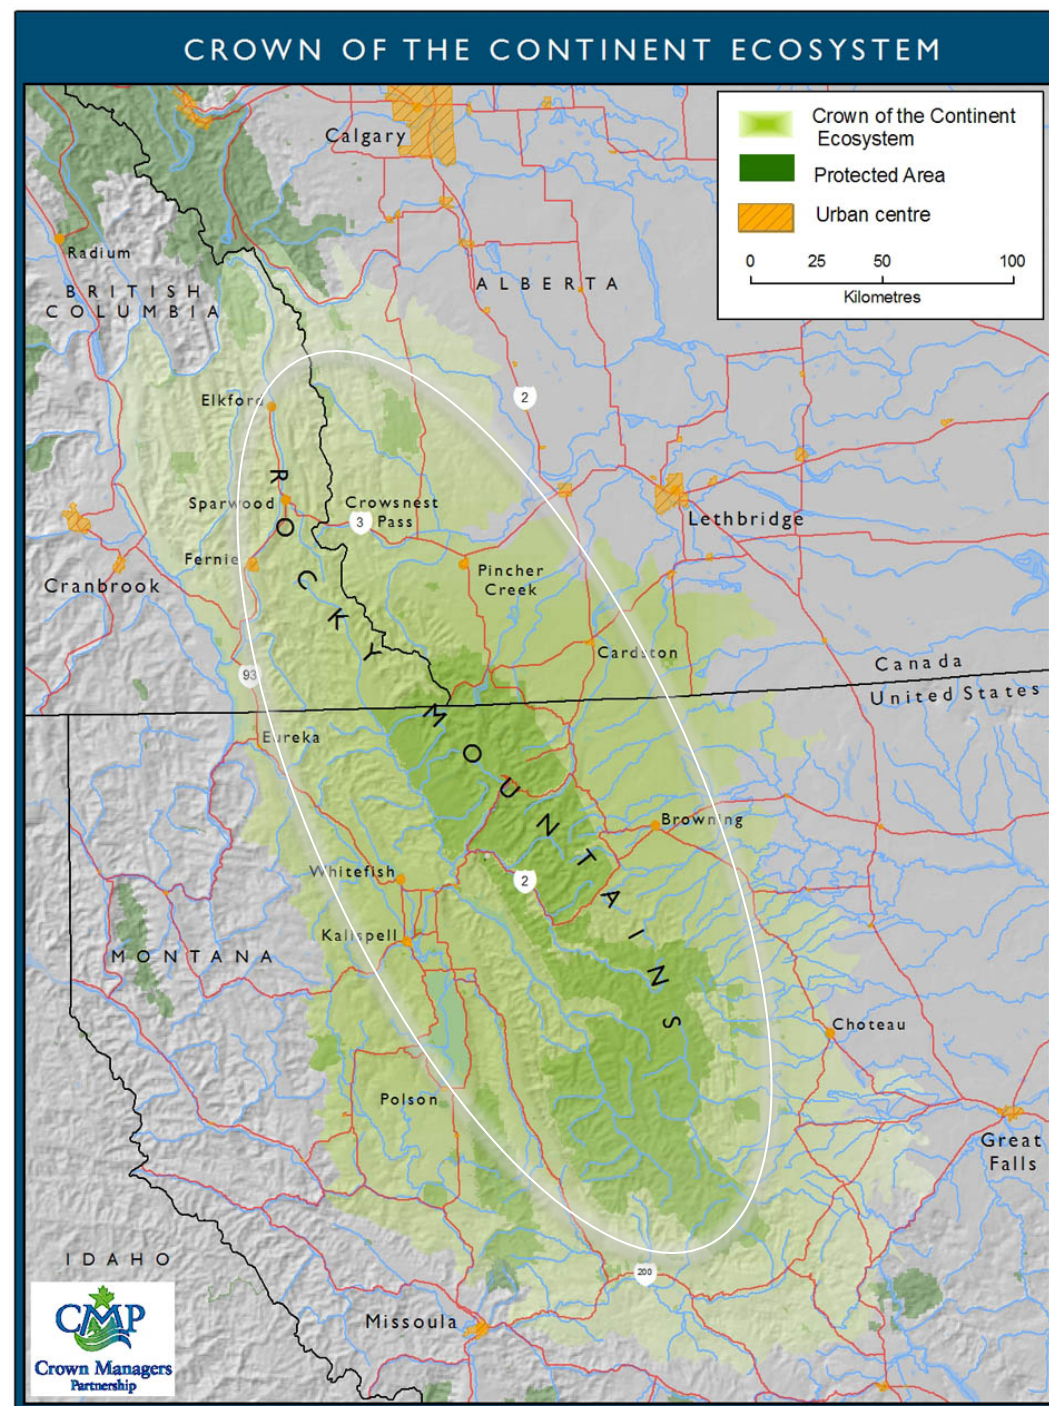 CROWN OF THE CONTINENT ECOSYSTEM
Crown of the Continent
Ecosystem
Protected Area
Urban centre
0 25 50 100
Kilometres
Calgary
Radium
BRITISH
COLUMBIA
ALBERTA
Elkford
2
Sparwood
Crowsnest
Pass
3
Lethbridge
Fernie
Pincher
Creek
Cranbrook
Cardston
Canada
United States
93
ROCKY MOUNTAINS
Eureka
Browning
Whitefish
2
Kalispell
MONTANA
Choteau
Polson
Great
Falls
IDAHO
200
Missoula
CMP
Crown Managers
Partnership